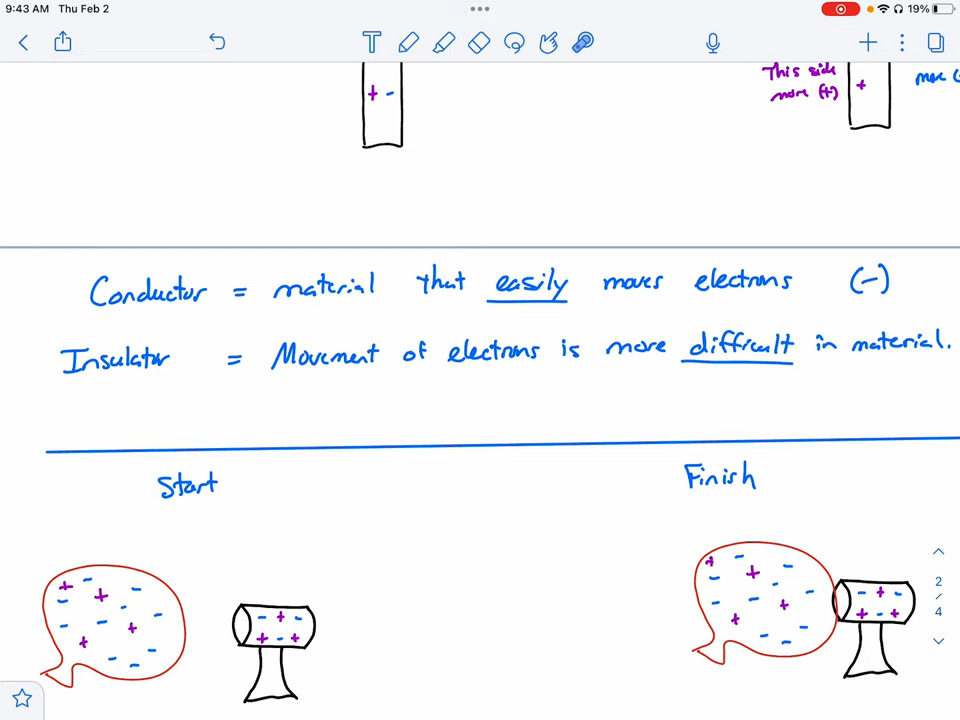 9:43 AM Thu Feb 2
19%
This side
more (+)
+ -
+
Conductor = material that easily moves electrons (-)
Insulator = Movement of electrons is more difficult in material.
Start
Finish
2
/
4